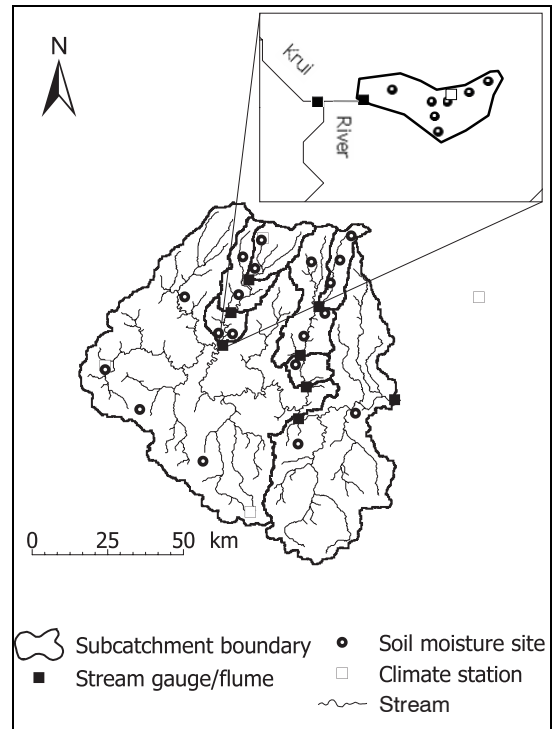 N
Krui
River
0 25 50 km
Subcatchment boundary
Stream gauge/flume
Soil moisture site
Climate station
Stream